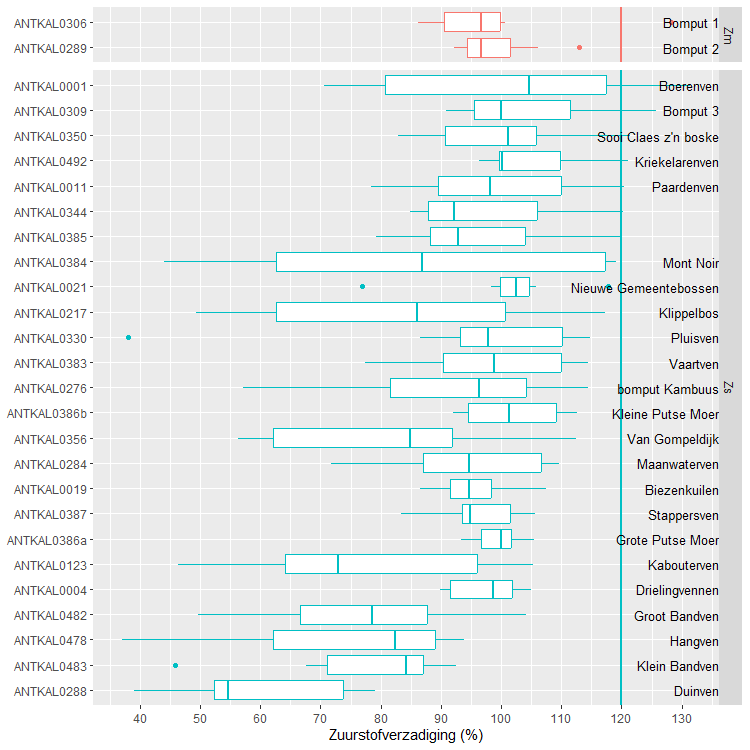 ANTKAL0306 Bomput 1
ANTKAL0289 Bomput 2
Zm
ANTKAL0001 Boerenven
ANTKAL0309 Bomput 3
ANTKAL0350 Sooi Claes z'n boske
ANTKAL0492 Kriekelarenven
ANTKAL0011 Paardenven
ANTKAL0344
ANTKAL0385
ANTKAL0384 Mont Noir
ANTKAL0021 Nieuwe Gemeentebossen
ANTKAL0217 Klippelbos
ANTKAL0330 Pluisven
ANTKAL0383 Vaartven
ANTKAL0276 bomput Kambuus
ANTKAL0386b Kleine Putse Moer
ANTKAL0356 Van Gompeldijk
ANTKAL0284 Maanwaterven
ANTKAL0019 Biezenkuilen
ANTKAL0387 Stappersven
ANTKAL0386a Grote Putse Moer
ANTKAL0123 Kabouterven
ANTKAL0004 Drielingvennen
ANTKAL0482 Groot Bandven
ANTKAL0478 Hangven
ANTKAL0483 Klein Bandven
ANTKAL0288 Duinven
Zs
40 50 60 70 80 90 100 110 120 130
Zuurstofverzadiging (%)